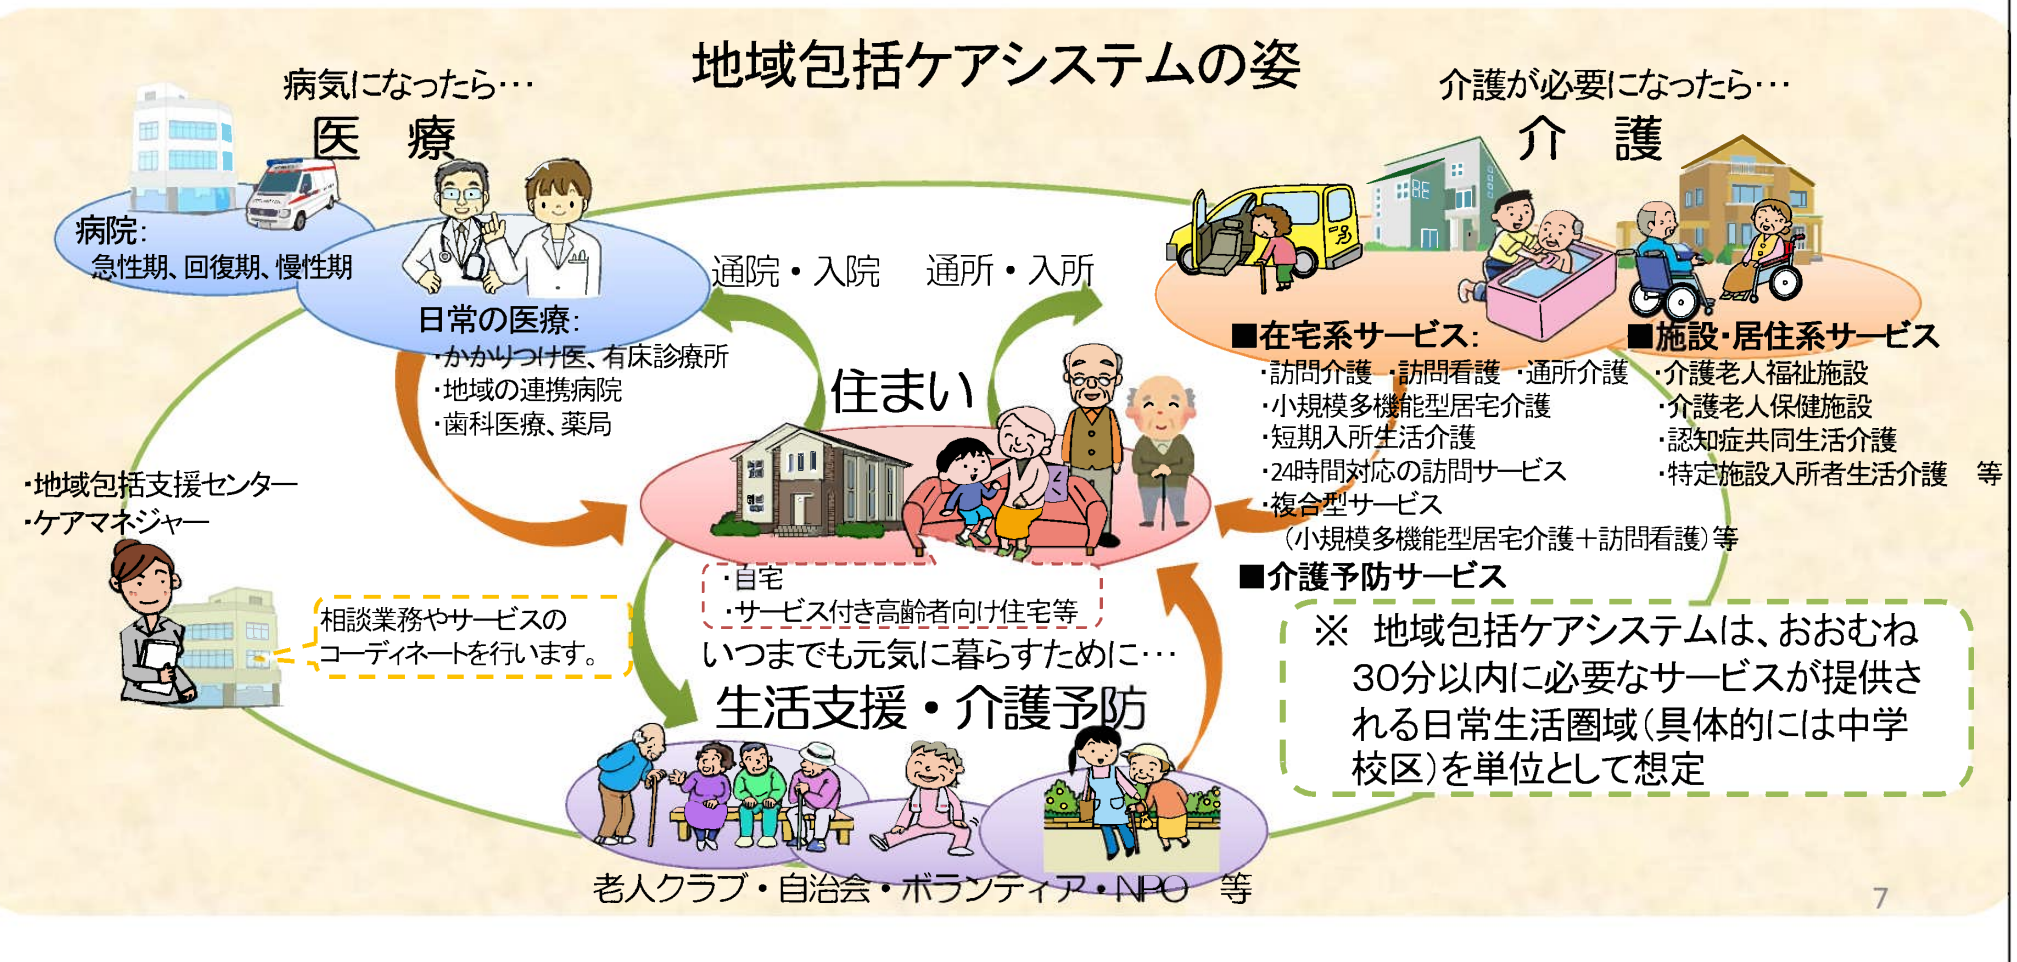 地域包括ケアシステムの姿
病気になったら…
医　療
病院:
急性期、回復期、慢性期
日常の医療:
・かかりつけ医、有床診療所
・地域の連携病院
・歯科医療、薬局
通院・入院
通所・入所
介護が必要になったら…
介　護
■在宅系サービス:
・訪問介護 ・訪問看護 ・通所介護
・小規模多機能型居宅介護
・短期入所生活介護
・24時間対応の訪問サービス
・複合型サービス
（小規模多機能型居宅介護＋訪問看護）等
■介護予防サービス
■施設・居住系サービス
・介護老人福祉施設
・介護老人保健施設
・認知症共同生活介護
・特定施設入所者生活介護　等
住まい
・自宅
・サービス付き高齢者向け住宅等
・地域包括支援センター
・ケアマネジャー
相談業務やサービスの
コーディネートを行います。
いつまでも元気に暮らすために…
生活支援・介護予防
老人クラブ・自治会・ボランティア・NPO　等
※　地域包括ケアシステムは、おおむね
30分以内に必要なサービスが提供さ
れる日常生活圏域（具体的には中学
校区）を単位として想定
7